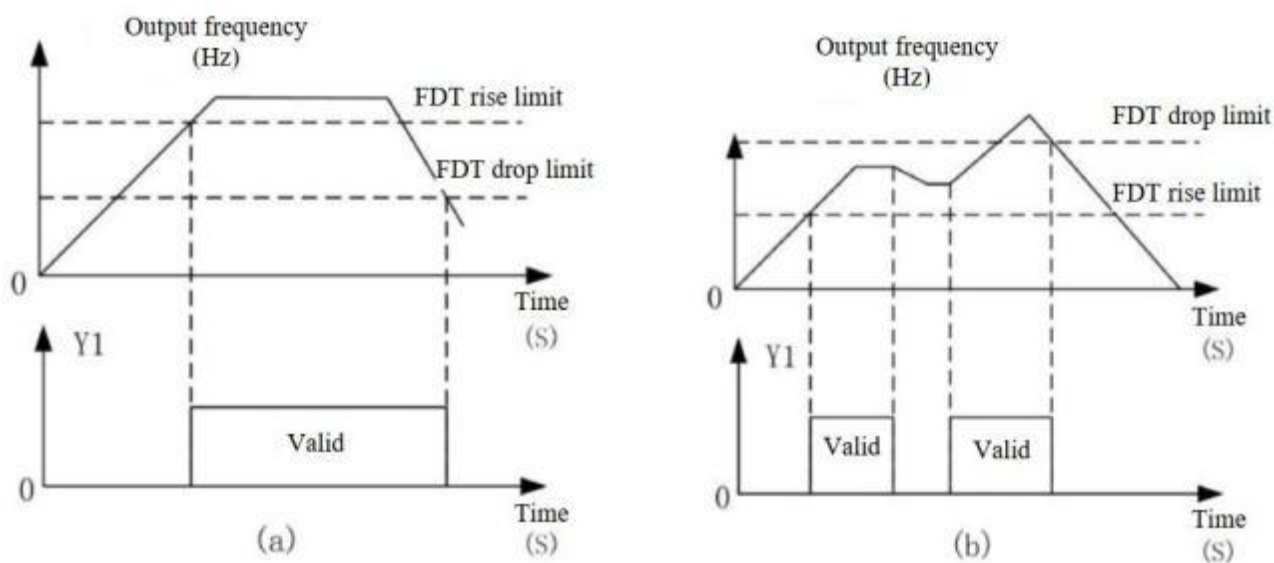 Output frequency
(Hz)
FDT rise limit
FDT drop limit
0
Time
(S)
Y1
Valid
0
Time
(S)
(a)
Output frequency
(Hz)
FDT drop limit
FDT rise limit
0
Time
(S)
Y1
Valid
Valid
0
Time
(S)
(b)